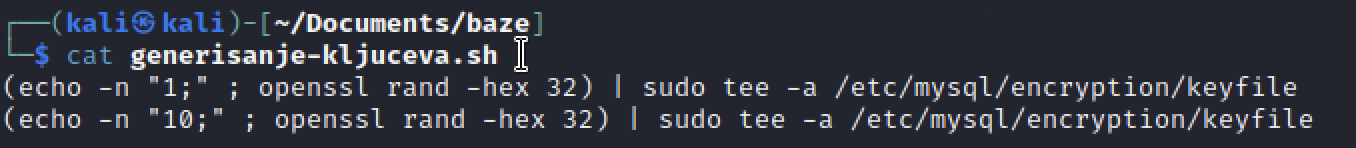 ┌──(kali㉿kali)-[~/Documents/baze]
└─$ cat generisanje-kljuceva.sh
(echo -n "1;" ; openssl rand -hex 32) | sudo tee -a /etc/mysql/encryption/keyfile
(echo -n "10;" ; openssl rand -hex 32) | sudo tee -a /etc/mysql/encryption/keyfile